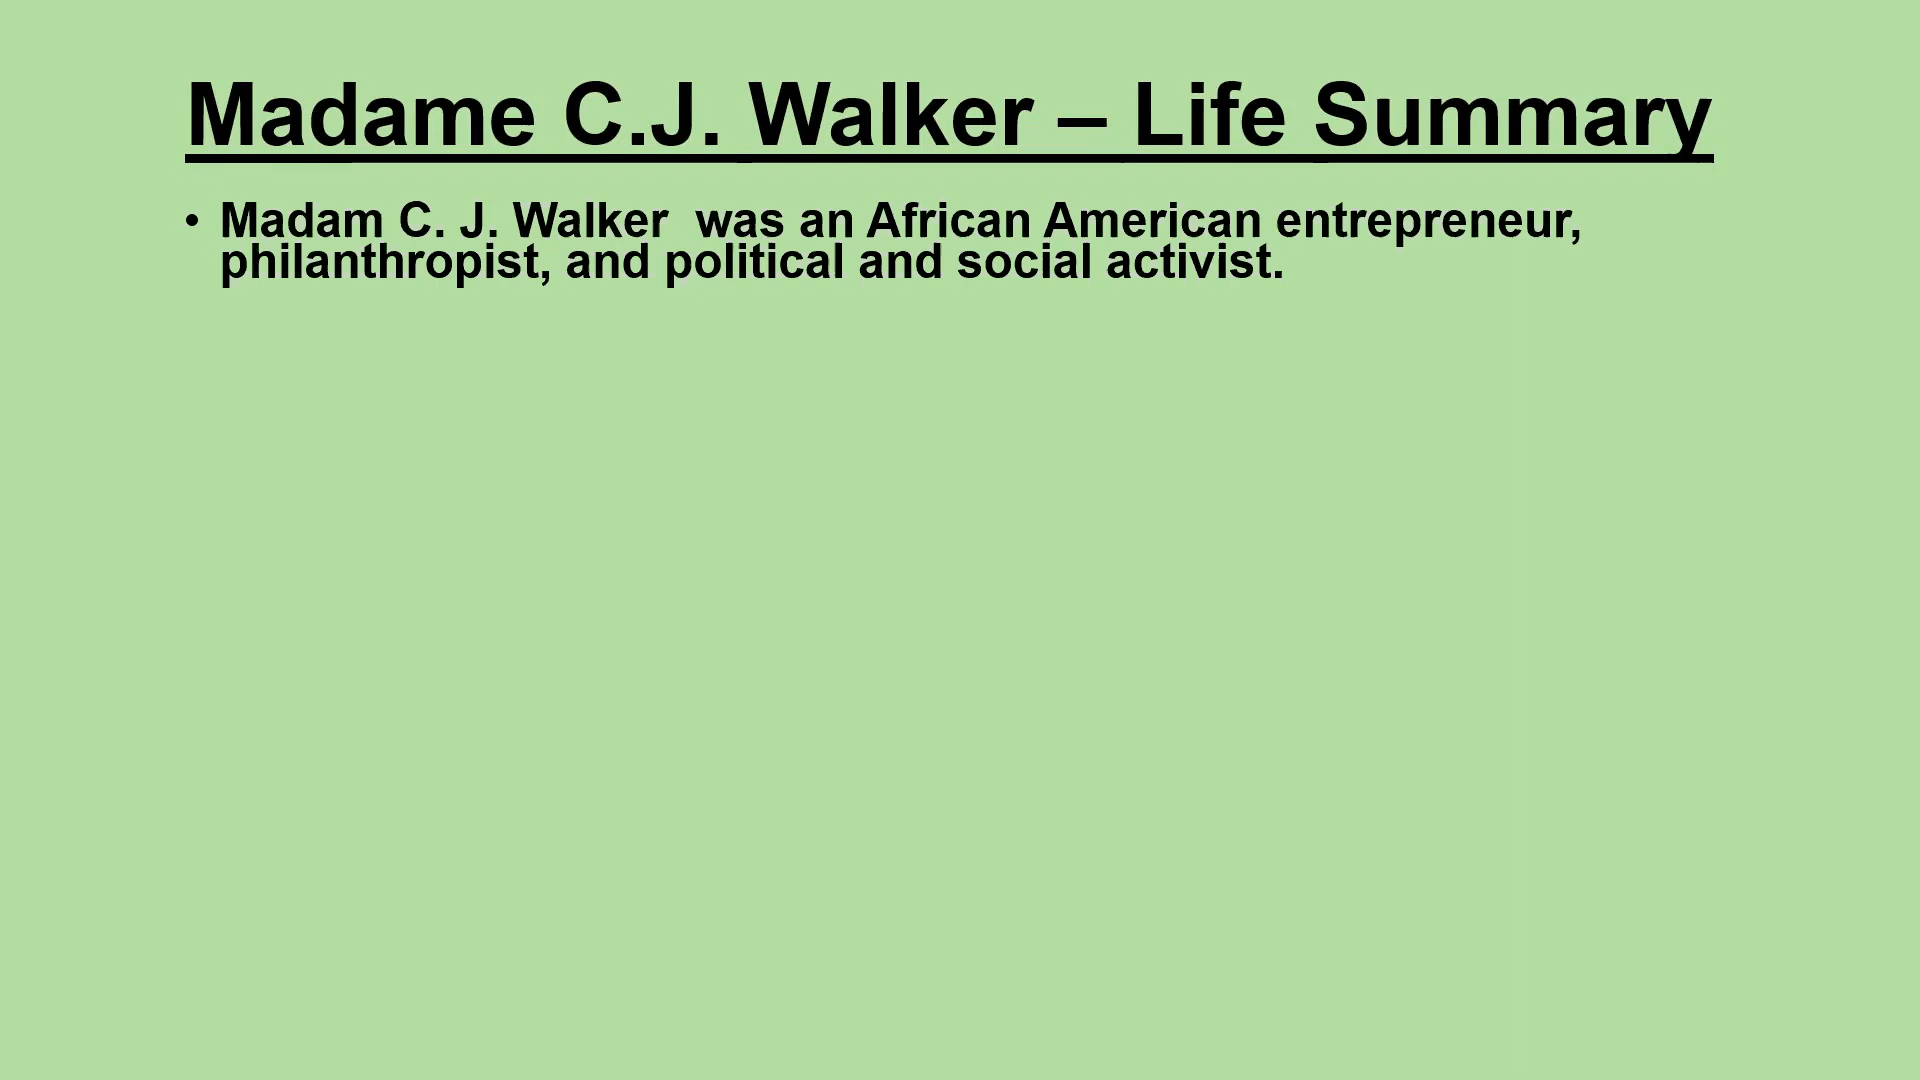 Madame C.J. Walker – Life Summary
• Madam C. J. Walker  was an African American entrepreneur,
philanthropist, and political and social activist.